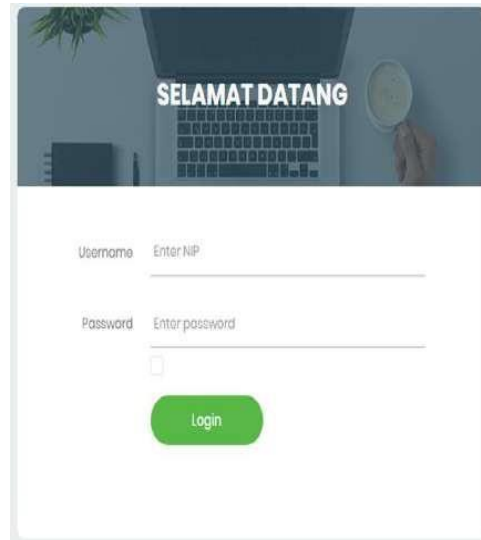 SELAMAT DATANG
Username Enter NIP
Password Enter password
Login